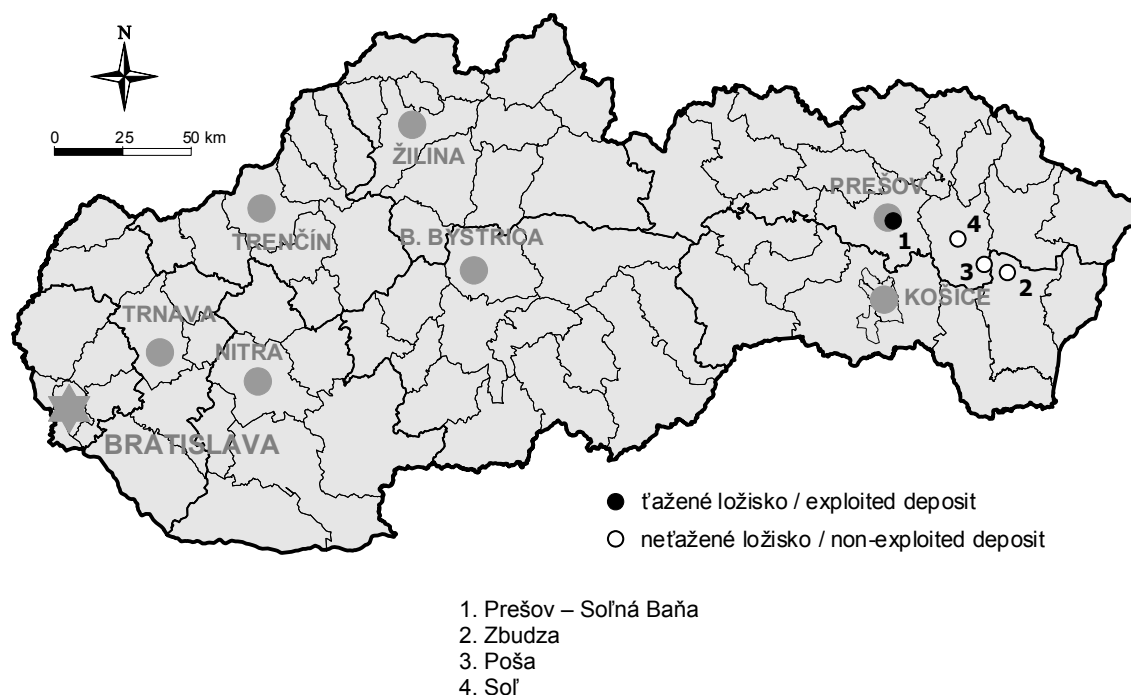 N
0 25 50 km
ŽILINA
PREŠOV
TRENČÍN
B. BYSTRICA
4
1
3
2
KOŠICE
TRNAVA
NITRA
BRATISLAVA
ťažené ložisko / exploited deposit
neťažené ložisko / non-exploited deposit
1. Prešov – Soľná Baňa
2. Zbudza
3. Poša
4. Soľ